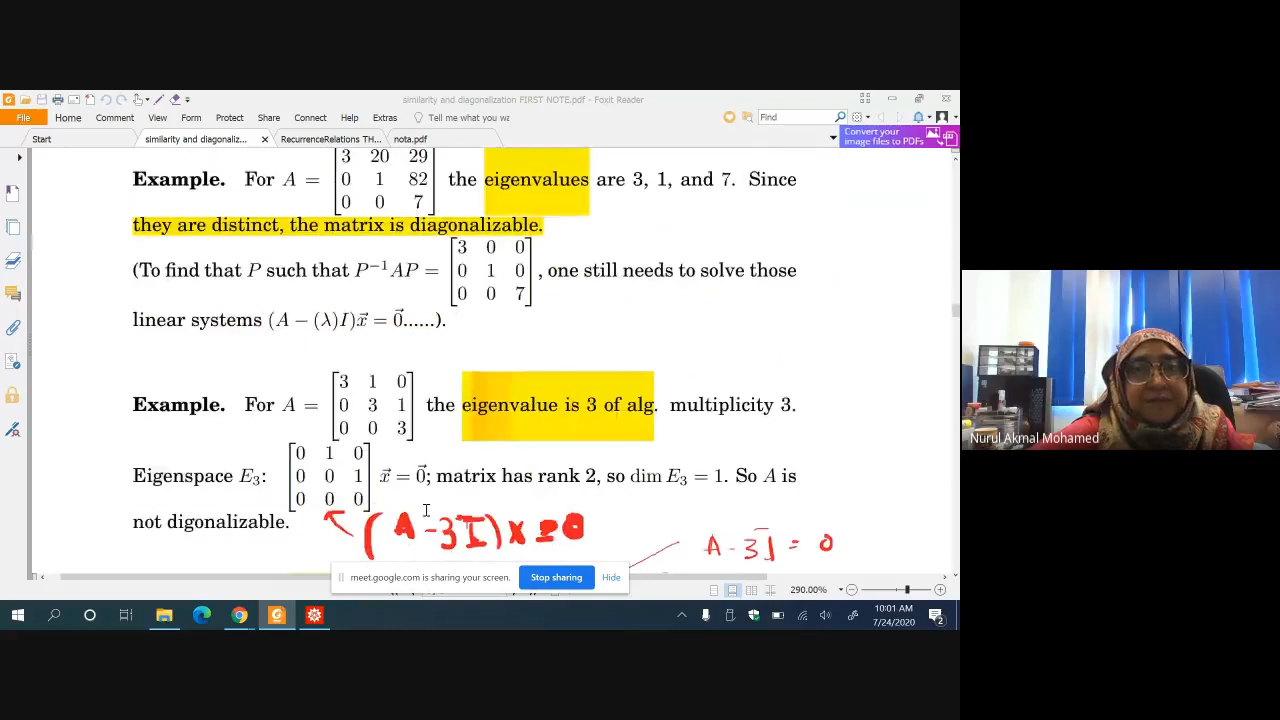 similarity and diagonalization FIRST NOTE.pdf - Foxit Reader
File Home Comment View Form Protect Share Connect Help Extras Tell me what you wa Find
Start similarity and diagonaliz... RecurrenceRelations TH... nota.pdf
Convert your
image files to PDFs
3 20 29
Example. For A = 0 1 82 the eigenvalues are 3, 1, and 7. Since
0 0 7
they are distinct, the matrix is diagonalizable.
3 0 0
(To find that P such that P⁻¹AP = 0 1 0 , one still needs to solve those
0 0 7
linear systems (A − (λ)I)x⃗ = 0⃗......).
3 1 0
Example. For A = 0 3 1 the eigenvalue is 3 of alg. multiplicity 3.
0 0 3
0 1 0
Eigenspace E₃: 0 0 1 x⃗ = 0⃗; matrix has rank 2, so dim E₃ = 1. So A is
0 0 0
not digonalizable.
(A - 3I) x = 0
A - 3I = 0
meet.google.com is sharing your screen. Stop sharing Hide
290.00%
10:01 AM
7/24/2020
2
Nurul Akmal Mohamed